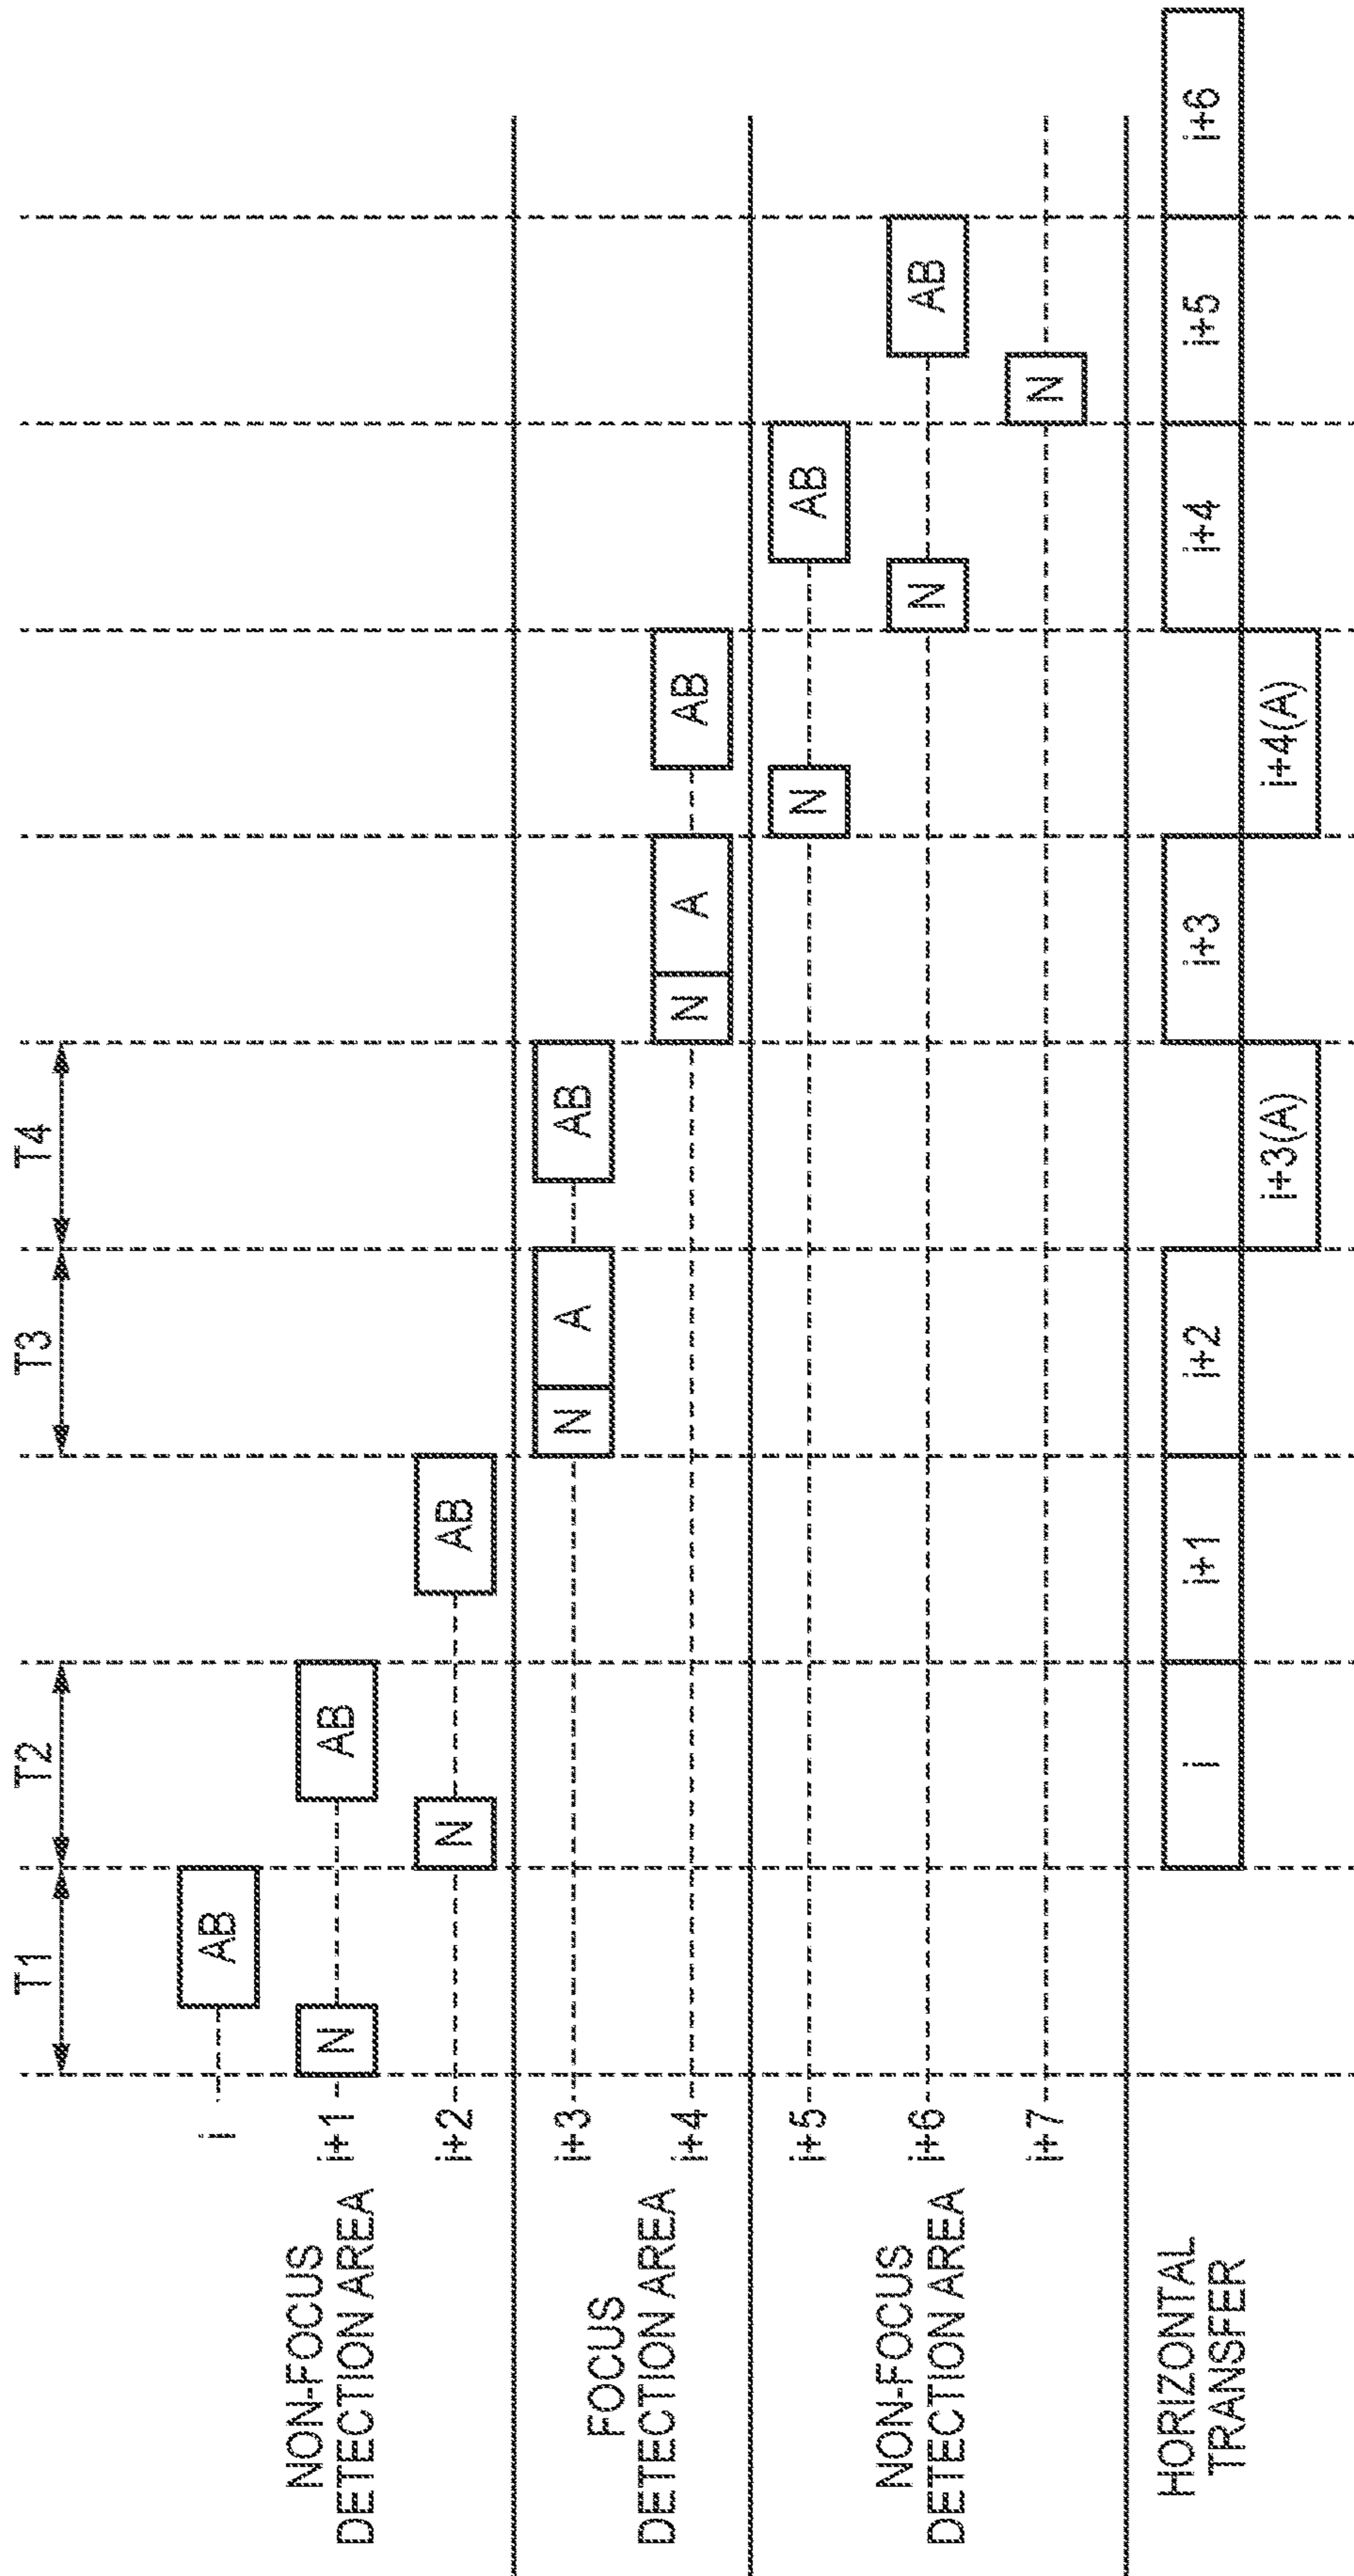 T1 T2 T3 T4
NON-FOCUS
DETECTION AREA
i AB
i+1 N AB
i+2 N AB
FOCUS
DETECTION AREA
i+3 N A AB
i+4 N A AB
NON-FOCUS
DETECTION AREA
i+5 N AB
i+6 N AB
i+7 N
HORIZONTAL
TRANSFER
i i+1 i+2 i+3 i+4 i+5 i+6
i+3(A) i+4(A)